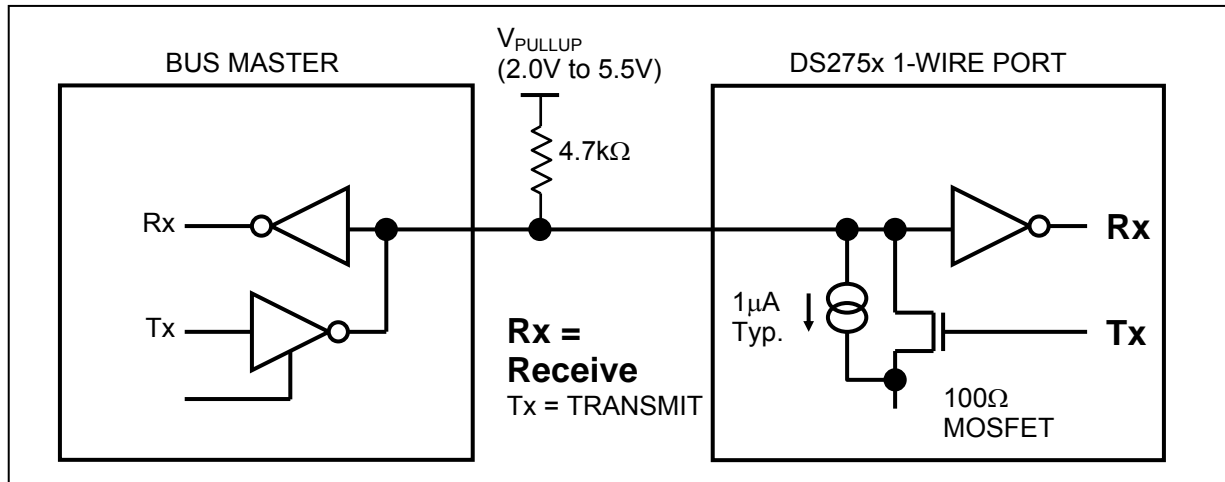 BUS MASTER
V_PULLUP
(2.0V to 5.5V)
DS275x 1-WIRE PORT
4.7kΩ
Rx
Rx
Tx
1μA
Typ.
Tx
Rx =
Receive
Tx = TRANSMIT
100Ω
MOSFET